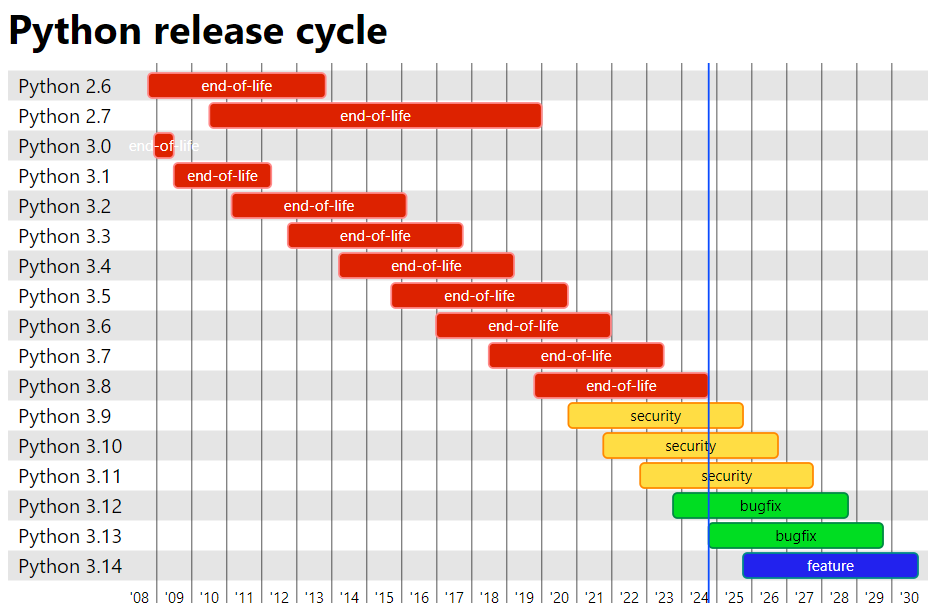 Python release cycle
Python 2.6 end-of-life
Python 2.7 end-of-life
Python 3.0 end-of-life
Python 3.1 end-of-life
Python 3.2 end-of-life
Python 3.3 end-of-life
Python 3.4 end-of-life
Python 3.5 end-of-life
Python 3.6 end-of-life
Python 3.7 end-of-life
Python 3.8 end-of-life
Python 3.9 security
Python 3.10 security
Python 3.11 security
Python 3.12 bugfix
Python 3.13 bugfix
Python 3.14 feature
'08 '09 '10 '11 '12 '13 '14 '15 '16 '17 '18 '19 '20 '21 '22 '23 '24 '25 '26 '27 '28 '29 '30